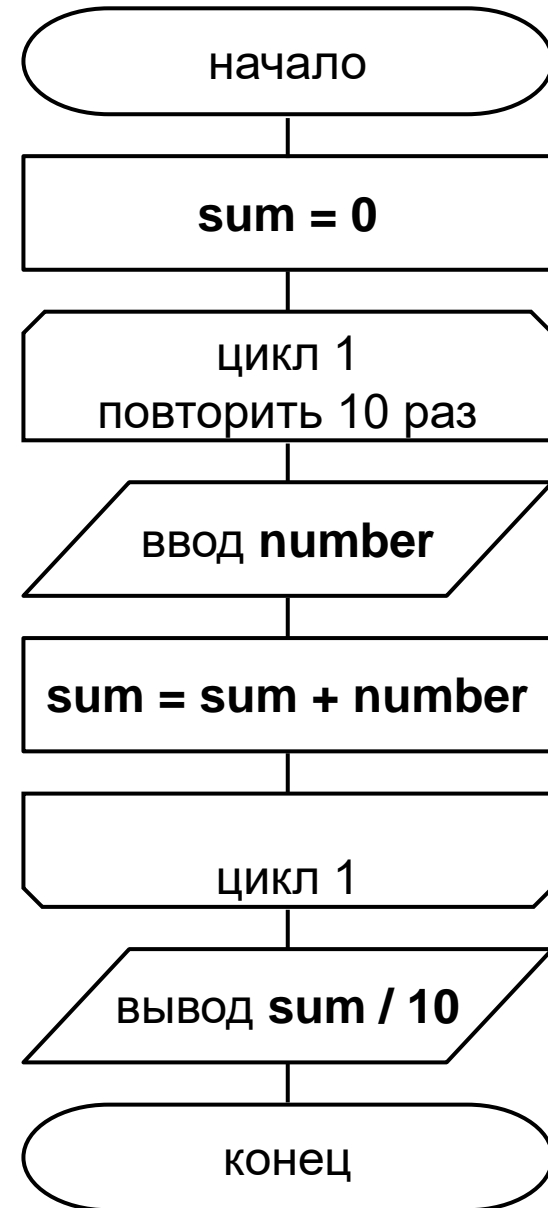 начало
sum = 0
цикл 1
повторить 10 раз
ввод number
sum = sum + number
цикл 1
вывод sum / 10
конец